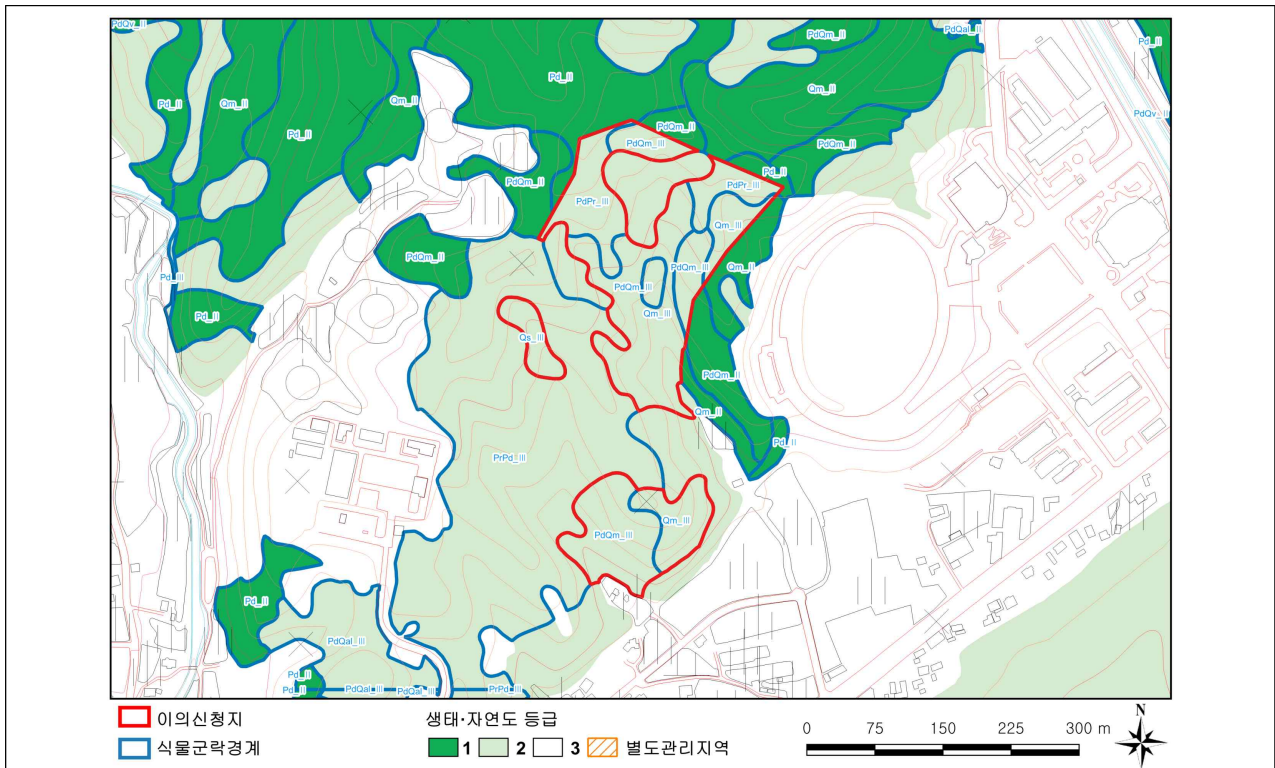 PdQv_II
PdQal_II
Pd_II
Pd_II
Qm_II
Pd_II
Qm_II
Pd_II
Qm_II
PdQm_II
PdQv_II
PdQm_III
PdQm_II
Pd_II
PdQm_II
PdPr_III
PdPr_III
Qm_III
PdQm_II
Pd_III
Qm_II
PdQm_III
PdQm_III
Qm_III
Pd_II
Qs_III
PdQm_II
Qm_II
Pd_II
PrPd_III
Qm_III
PdQm_III
Pd_II
PdQal_III
Pd_II
Pd_II
PdQal_III
PdQal_III
PrPd_III
이의신청지
식물군락경계
생태·자연도 등급
1 2 3 별도관리지역
0 75 150 225 300 m
N